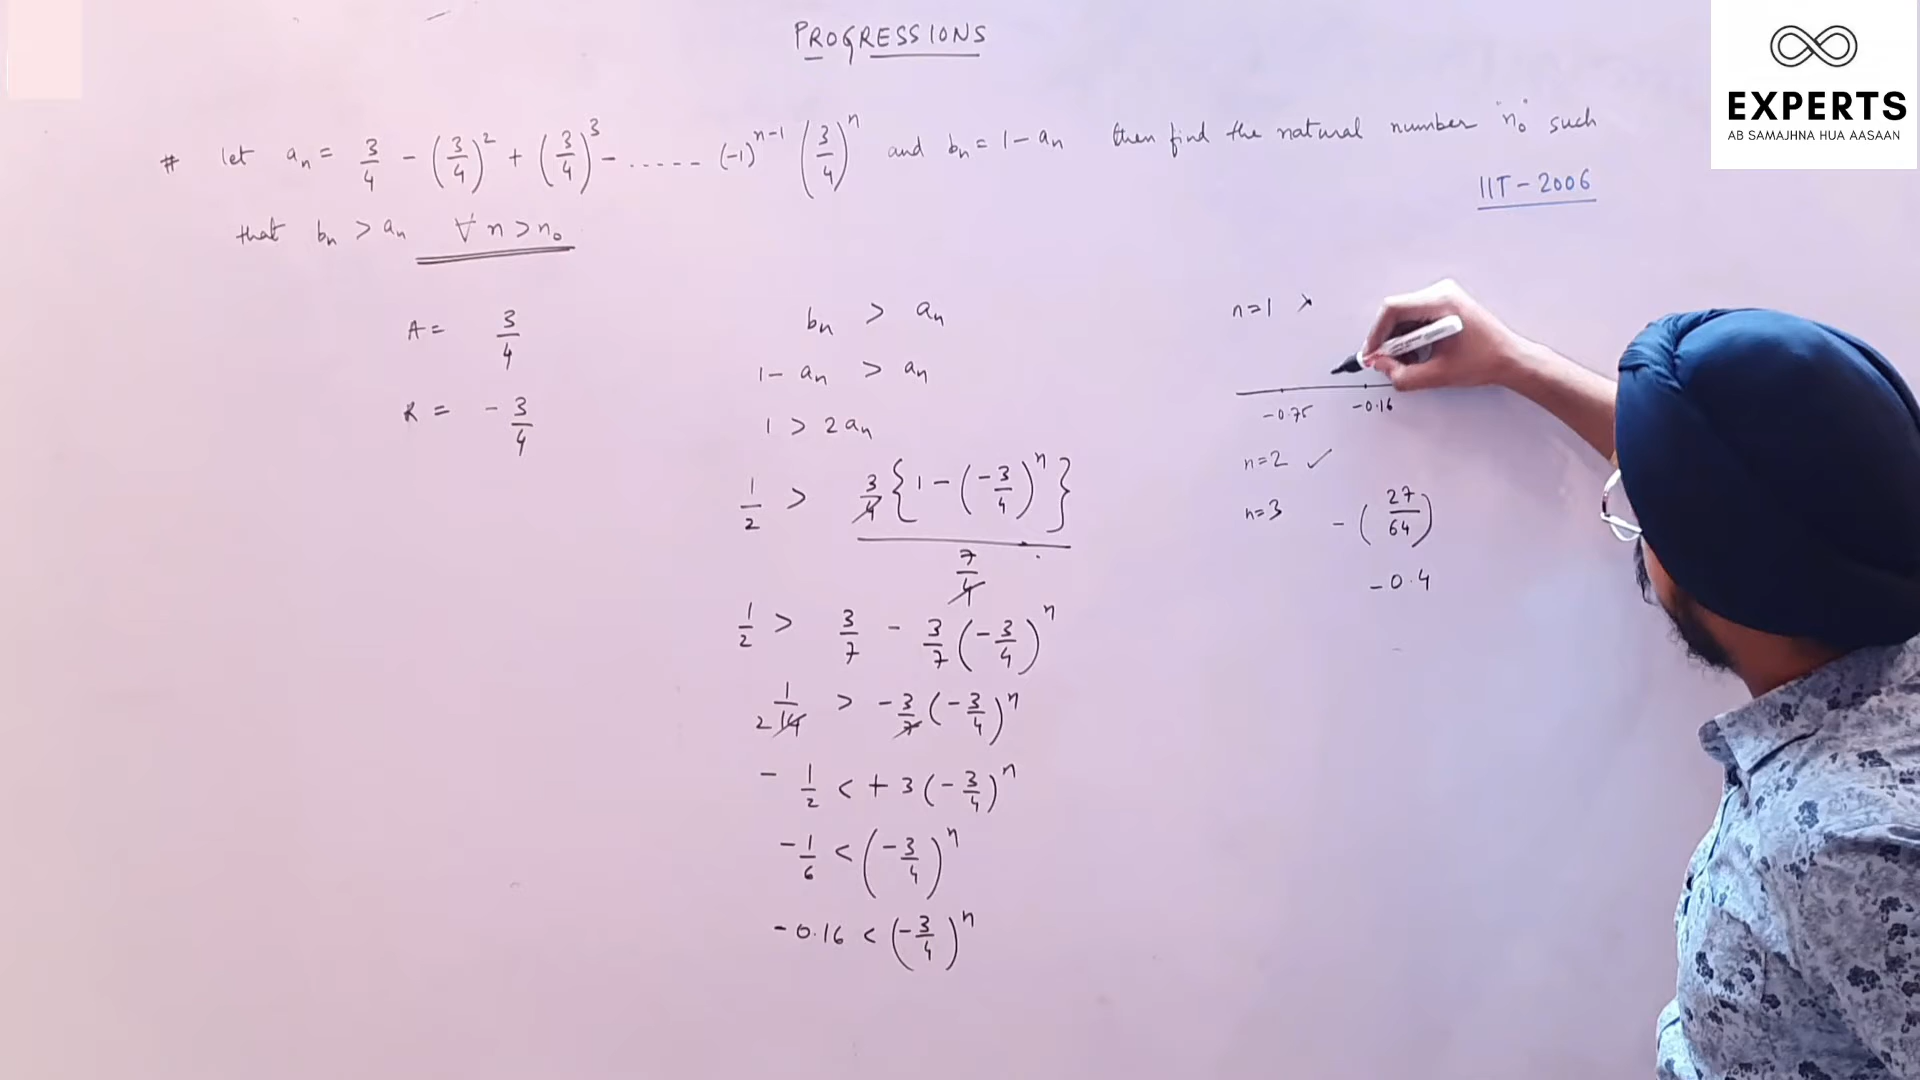 PROGRESSIONS
EXPERTS
AB SAMAJHNA HUA AASAAN
# let aₙ = 3/4 - (3/4)² + (3/4)³ - ...... (-1)ⁿ⁻¹ (3/4)ⁿ and bₙ = 1 - aₙ then find the natural number "n₀" such
IIT - 2006
that bₙ > aₙ ∀ n > n₀
A = 3/4
R = - 3/4
bₙ > aₙ
1 - aₙ > aₙ
1 > 2aₙ
1/2 > 3/4 {1 - (-3/4)ⁿ} / 7/4
1/2 > 3/7 - 3/7 (-3/4)ⁿ
1/2 14 > - 3/7 (-3/4)ⁿ
- 1/2 < + 3 (-3/4)ⁿ
- 1/6 < (-3/4)ⁿ
- 0.16 < (-3/4)ⁿ
n=1 ×
-0.75 -0.16
n=2 ✓
n=3 - (27/64)
- 0.4